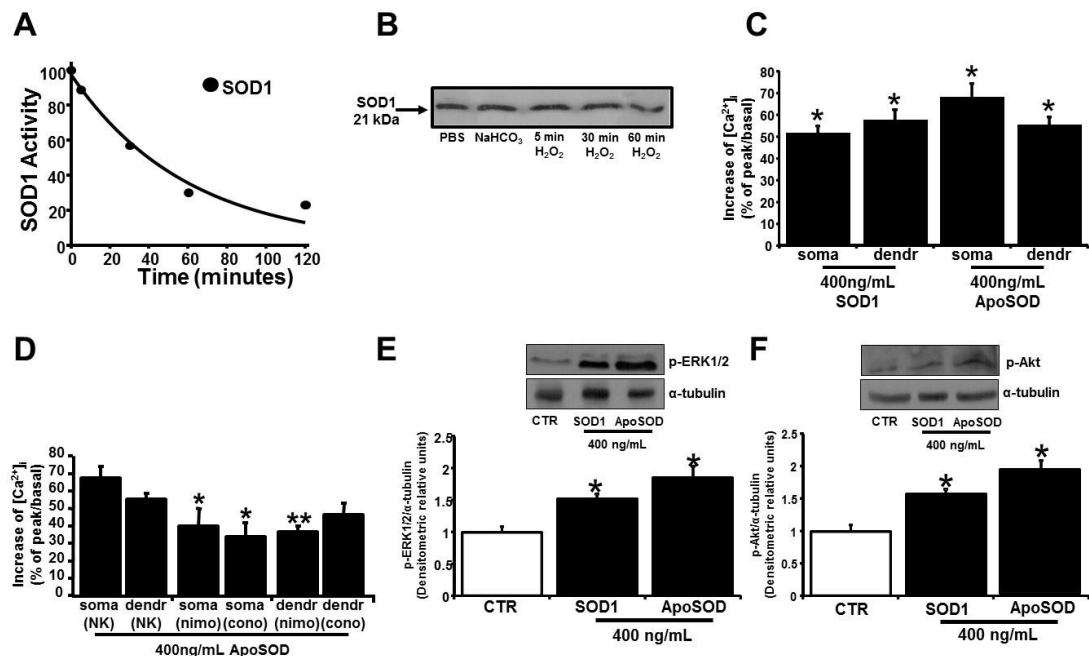 A
SOD1 Activity
100
80
60
40
20
0
0 20 40 60 80 100 120
Time (minutes)
SOD1
B
SOD1
21 kDa
PBS NaHCO3 5 min 30 min 60 min
H2O2 H2O2 H2O2
C
Increase of [Ca2+]i
(% of peak/basal)
80
70
60
50
40
30
20
10
0
* * * *
soma dendr soma dendr
400ng/mL 400ng/mL
SOD1 ApoSOD
D
Increase of [Ca2+]i
(% of peak/basal)
80
70
60
50
40
30
20
10
0
* * **
soma dendr soma soma dendr dendr
(NK) (NK) (nimo) (cono) (nimo) (cono)
400ng/mL ApoSOD
E
p-ERK1/2
α-tubulin
CTR SOD1 ApoSOD
400 ng/mL
p-ERK1/2/α-tubulin
(Densitometric relative units)
2.5
2
1.5
1
0.5
0
* *
CTR SOD1 ApoSOD
400 ng/mL
F
p-Akt
α-tubulin
CTR SOD1 ApoSOD
400 ng/mL
p-Akt/α-tubulin
(Densitometric relative units)
2.5
2
1.5
1
0.5
0
* *
CTR SOD1 ApoSOD
400 ng/mL